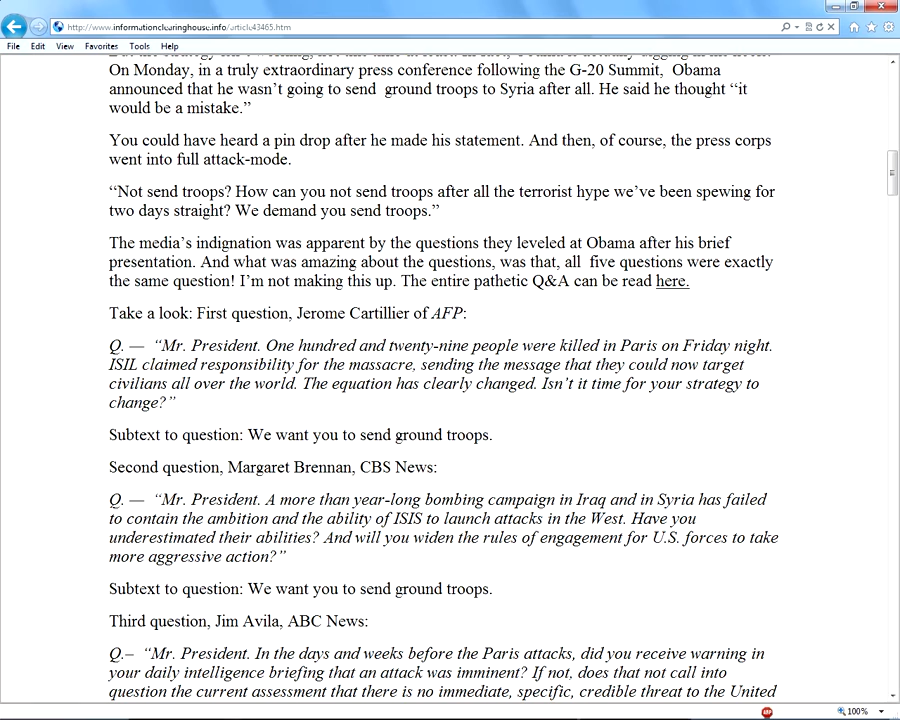 http://www.informationclearinghouse.info/article43465.htm
File Edit View Favorites Tools Help
On Monday, in a truly extraordinary press conference following the G-20 Summit,  Obama
announced that he wasn’t going to send  ground troops to Syria after all. He said he thought “it
would be a mistake.”
You could have heard a pin drop after he made his statement. And then, of course, the press corps
went into full attack-mode.
“Not send troops? How can you not send troops after all the terrorist hype we’ve been spewing for
two days straight? We demand you send troops.”
The media’s indignation was apparent by the questions they leveled at Obama after his brief
presentation. And what was amazing about the questions, was that, all  five questions were exactly
the same question! I’m not making this up. The entire pathetic Q&A can be read here.
Take a look: First question, Jerome Cartillier of AFP:
Q. —  “Mr. President. One hundred and twenty-nine people were killed in Paris on Friday night.
ISIL claimed responsibility for the massacre, sending the message that they could now target
civilians all over the world. The equation has clearly changed. Isn’t it time for your strategy to
change?”
Subtext to question: We want you to send ground troops.
Second question, Margaret Brennan, CBS News:
Q. —  “Mr. President. A more than year-long bombing campaign in Iraq and in Syria has failed
to contain the ambition and the ability of ISIS to launch attacks in the West. Have you
underestimated their abilities? And will you widen the rules of engagement for U.S. forces to take
more aggressive action?”
Subtext to question: We want you to send ground troops.
Third question, Jim Avila, ABC News:
Q.–  “Mr. President. In the days and weeks before the Paris attacks, did you receive warning in
your daily intelligence briefing that an attack was imminent? If not, does that not call into
question the current assessment that there is no immediate, specific, credible threat to the United
ABP
100%